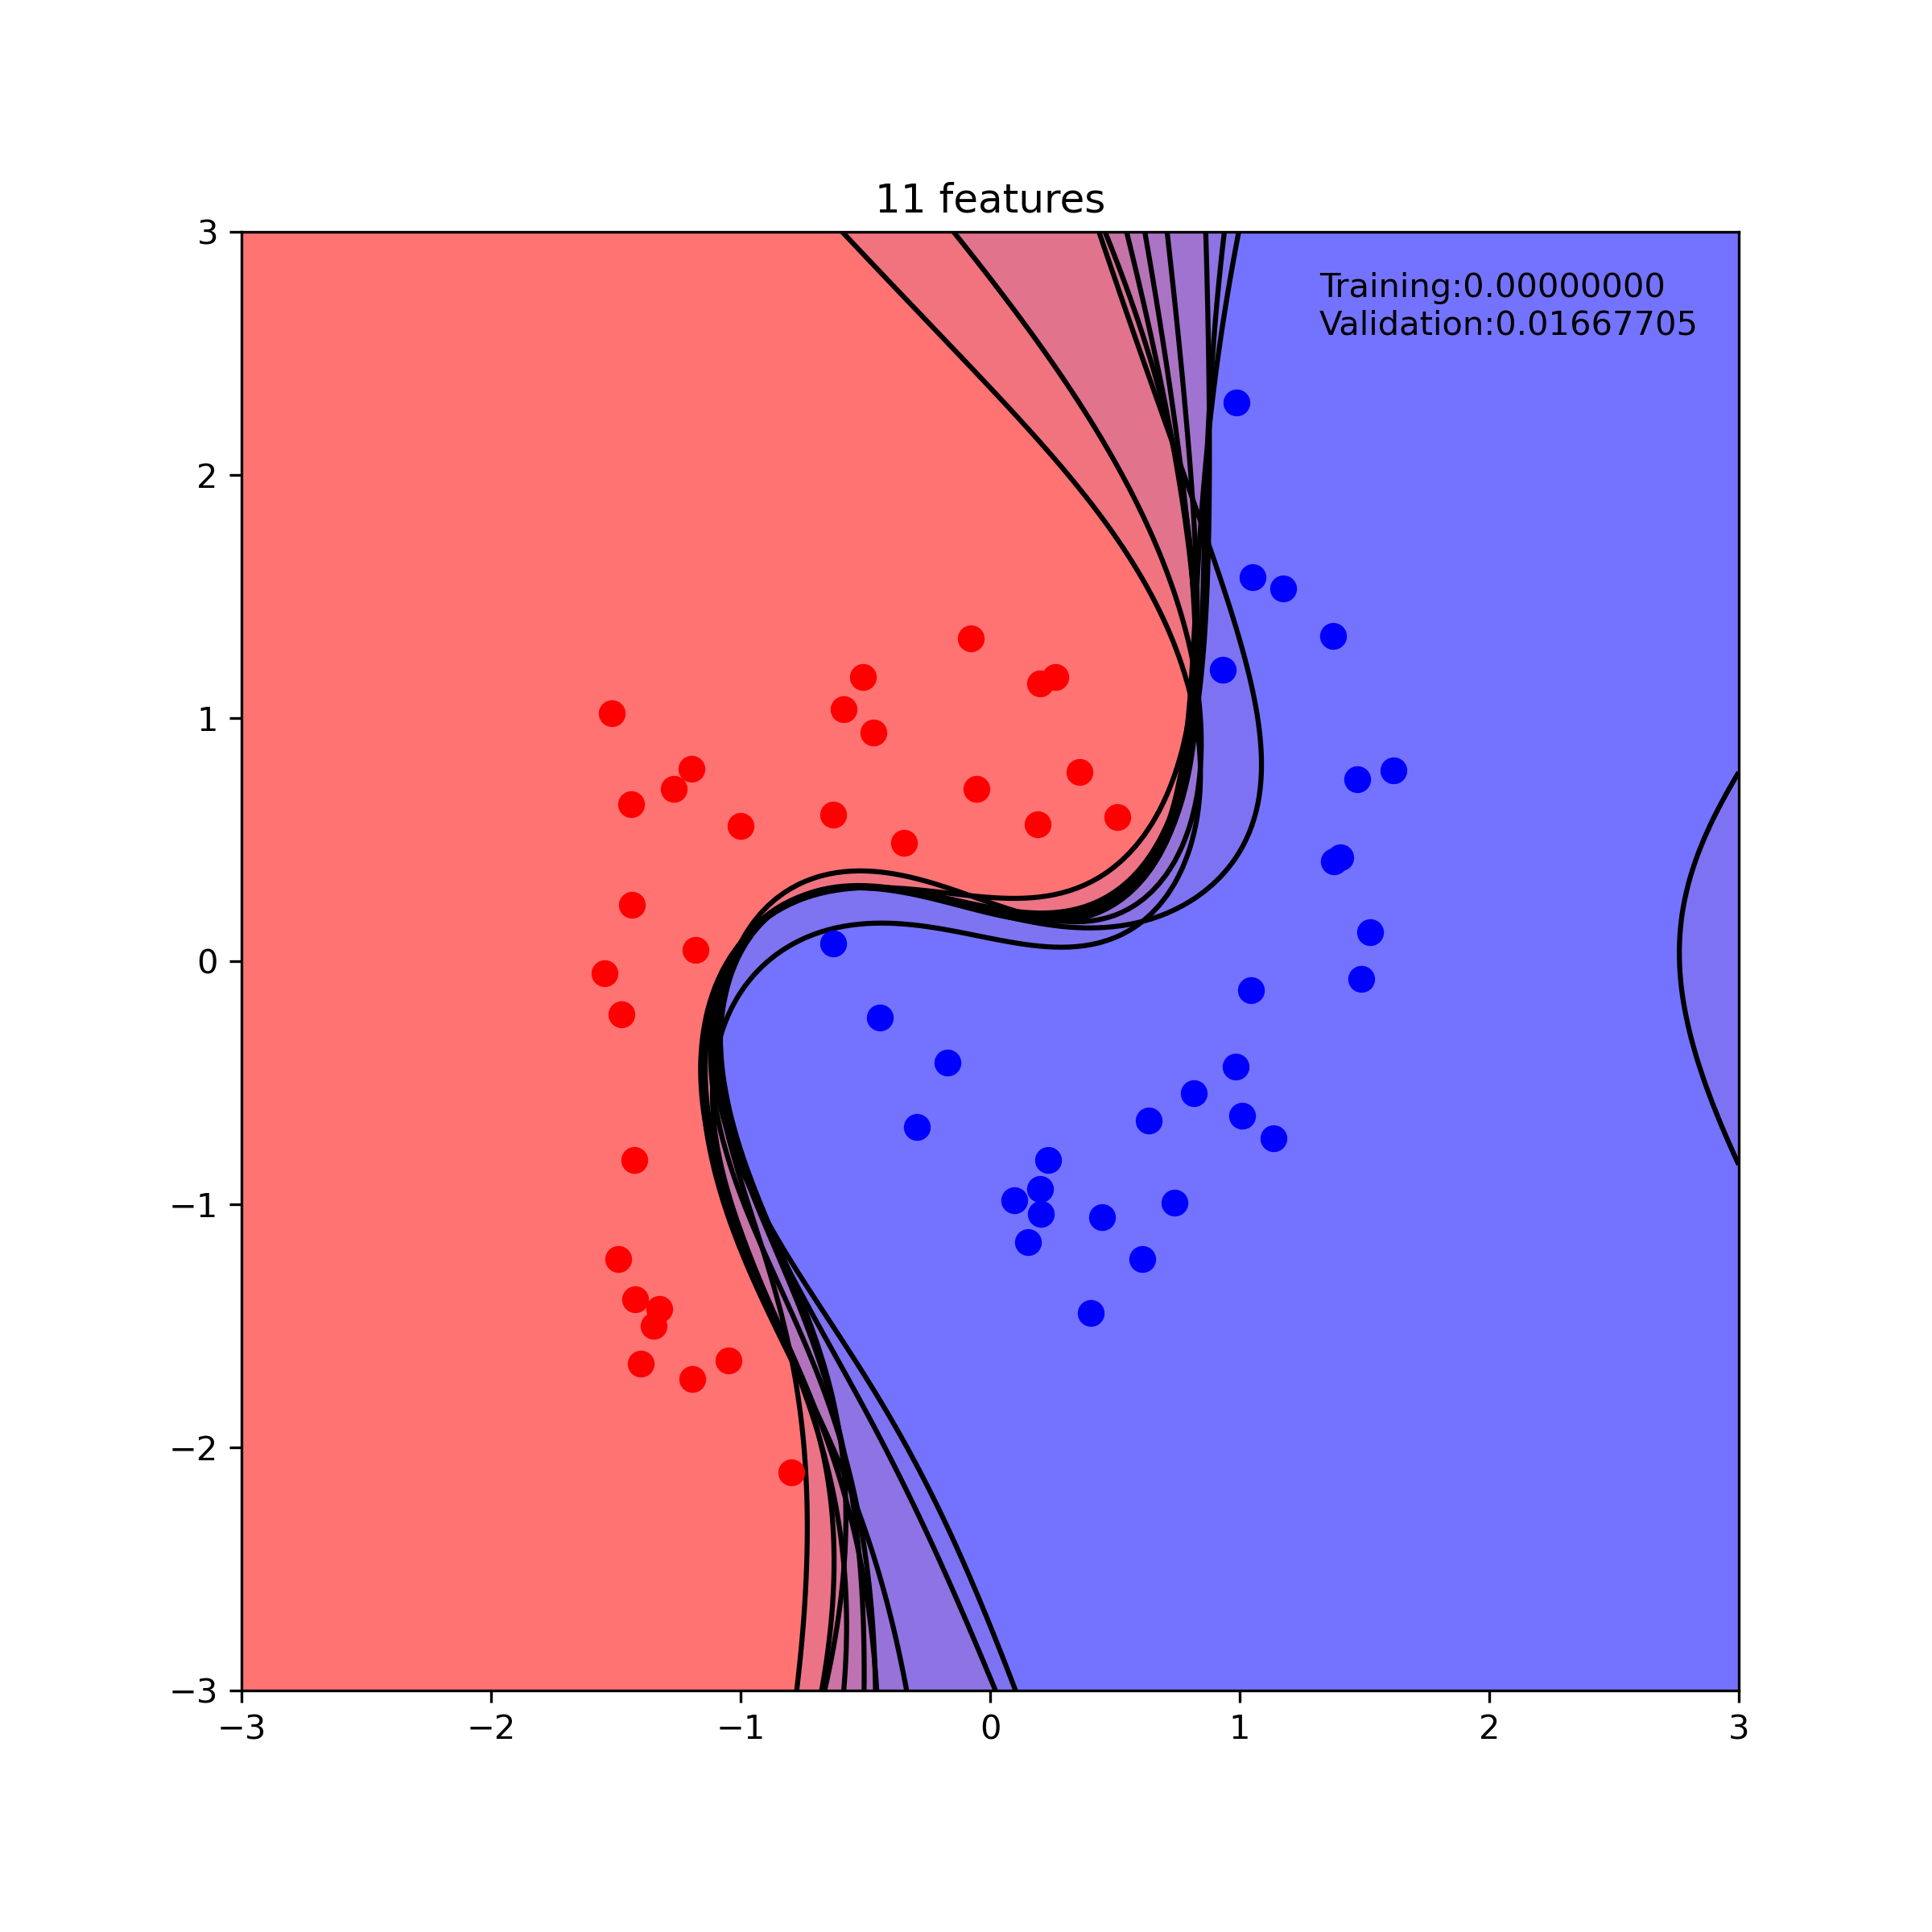 11 features
Training:0.00000000
Validation:0.01667705
3
2
1
0
−1
−2
−3
−3 −2 −1 0 1 2 3